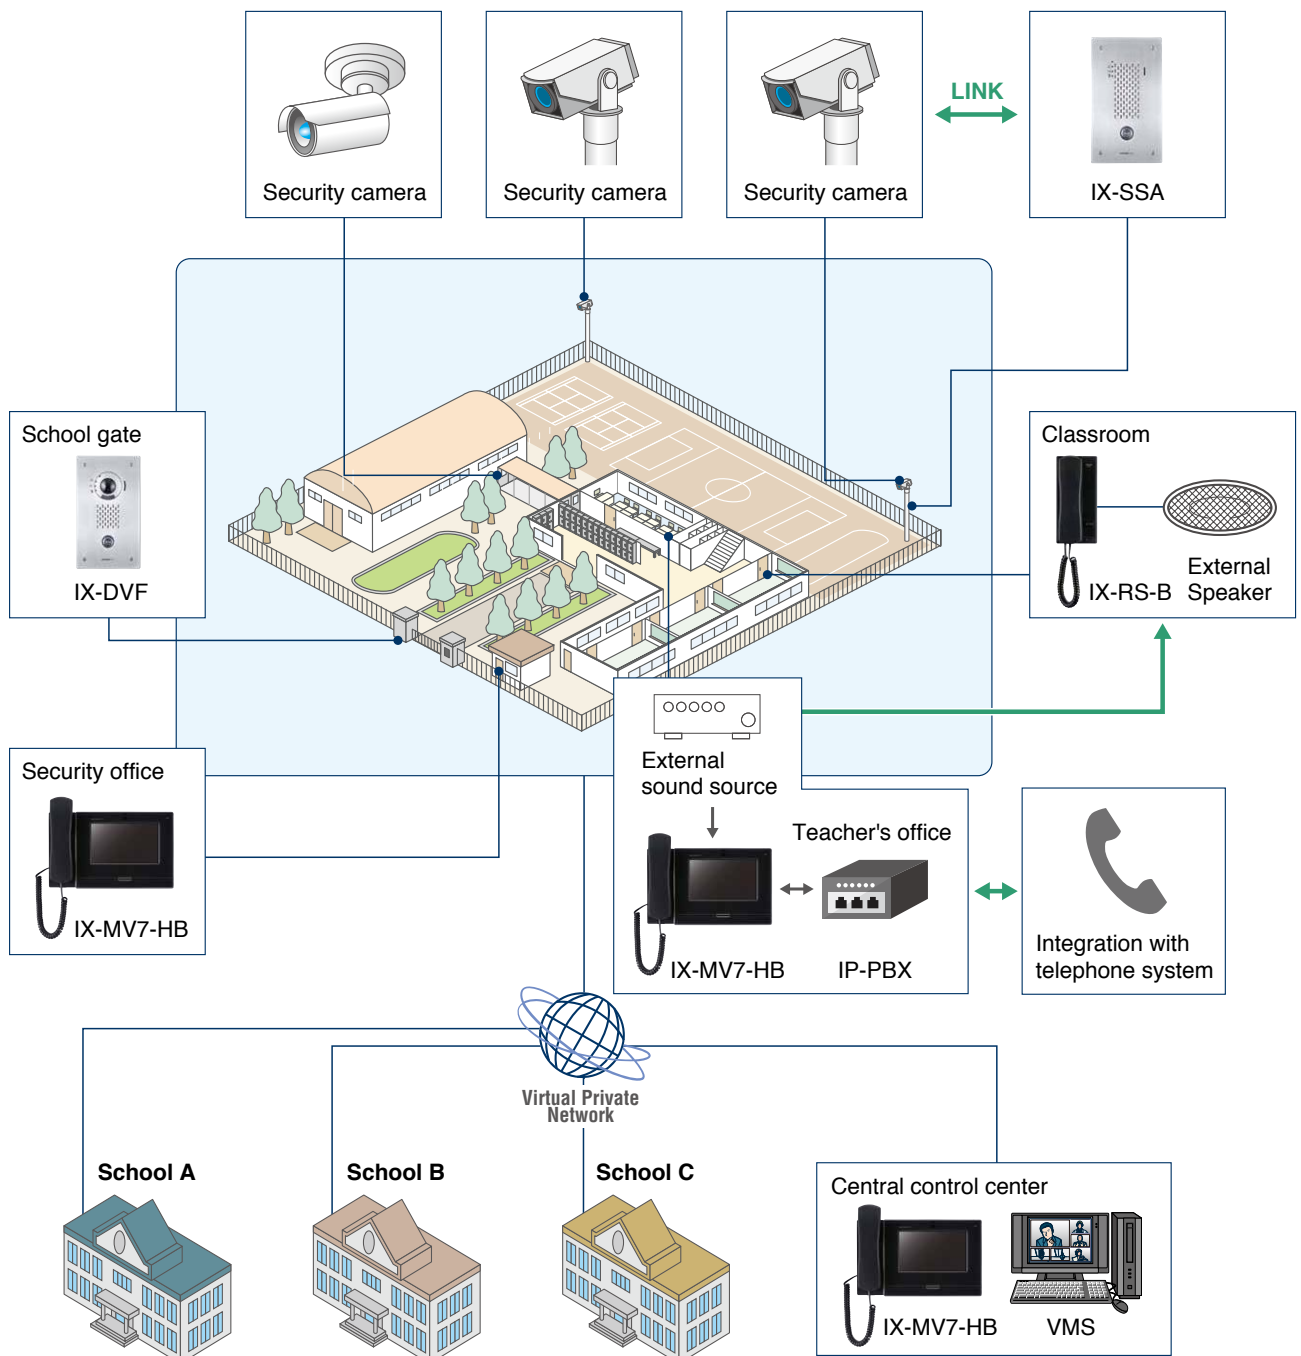 Security camera
Security camera
Security camera
LINK
IX-SSA
School gate
IX-DVF
Classroom
IX-RS-B
External
Speaker
Security office
IX-MV7-HB
External
sound source
Teacher's office
IX-MV7-HB
IP-PBX
Integration with
telephone system
Virtual Private
Network
School A
School B
School C
Central control center
IX-MV7-HB
VMS